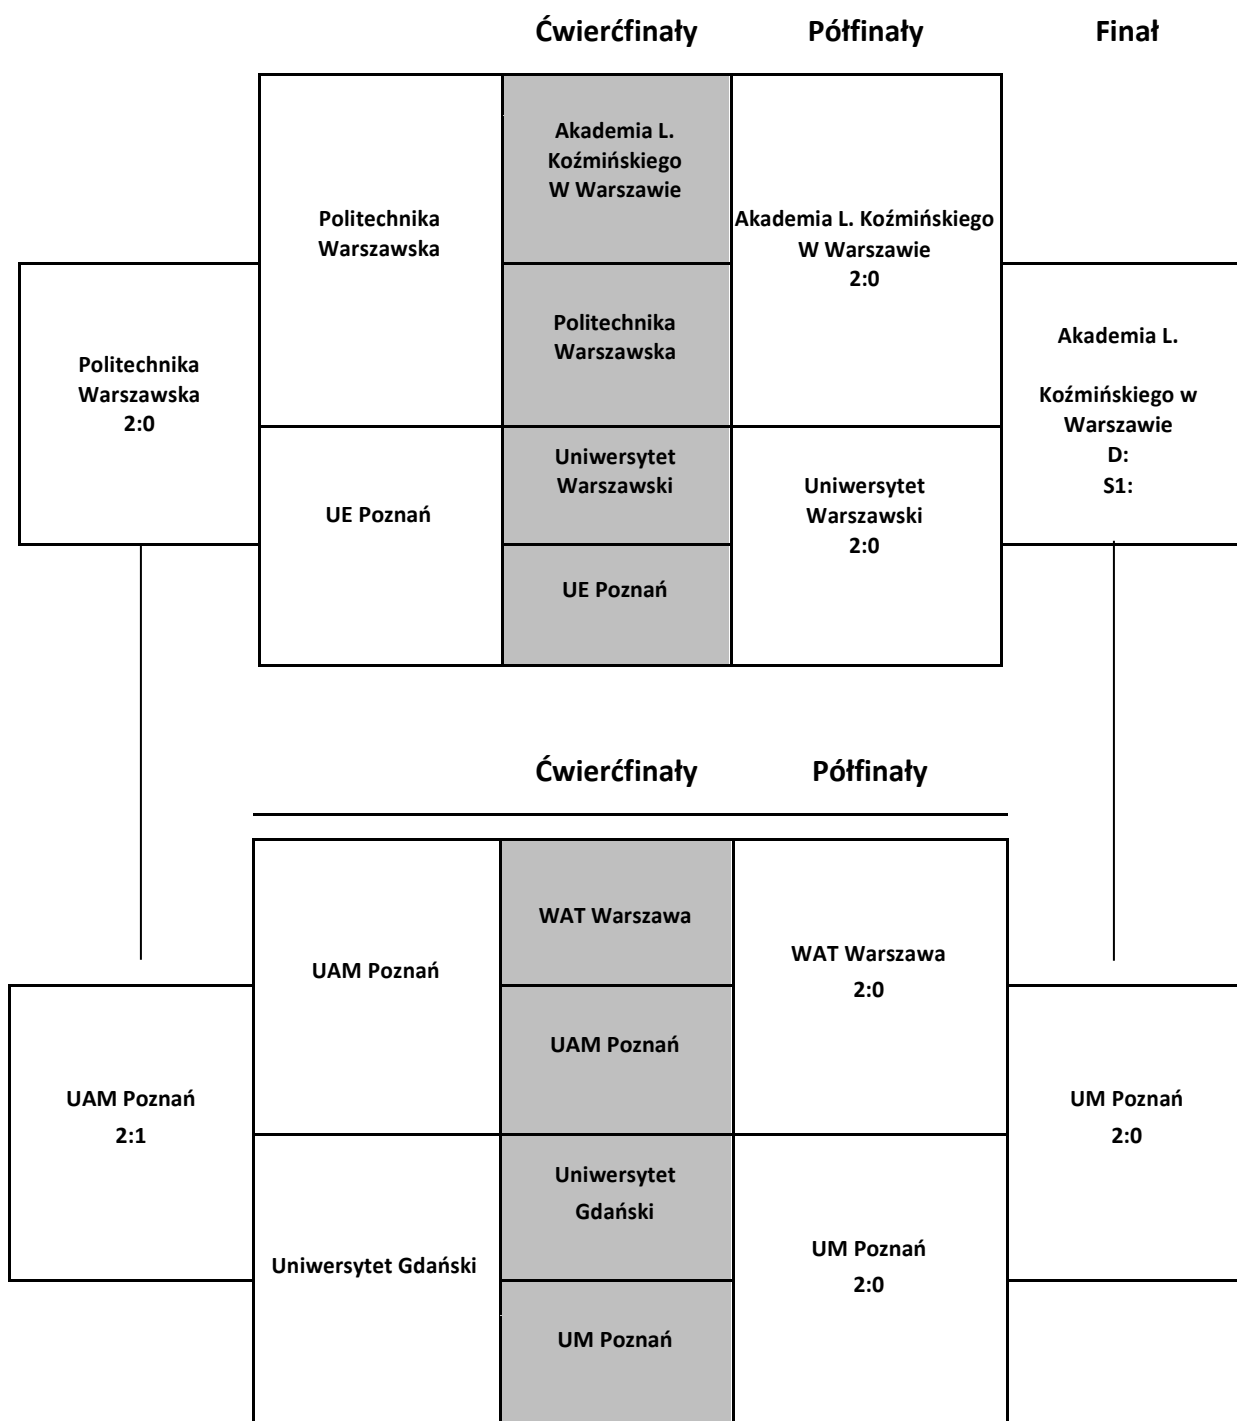 Ćwierćfinały
Półfinały
Finał
Politechnika
Warszawska
2:0
Politechnika
Warszawska
UE Poznań
Akademia L.
Koźmińskiego
W Warszawie
Politechnika
Warszawska
Uniwersytet
Warszawski
UE Poznań
Akademia L. Koźmińskiego
W Warszawie
2:0
Uniwersytet
Warszawski
2:0
Akademia L.
Koźmińskiego w
Warszawie
D:
S1:
Ćwierćfinały
Półfinały
UAM Poznań
2:1
UAM Poznań
Uniwersytet Gdański
WAT Warszawa
UAM Poznań
Uniwersytet
Gdański
UM Poznań
WAT Warszawa
2:0
UM Poznań
2:0
UM Poznań
2:0